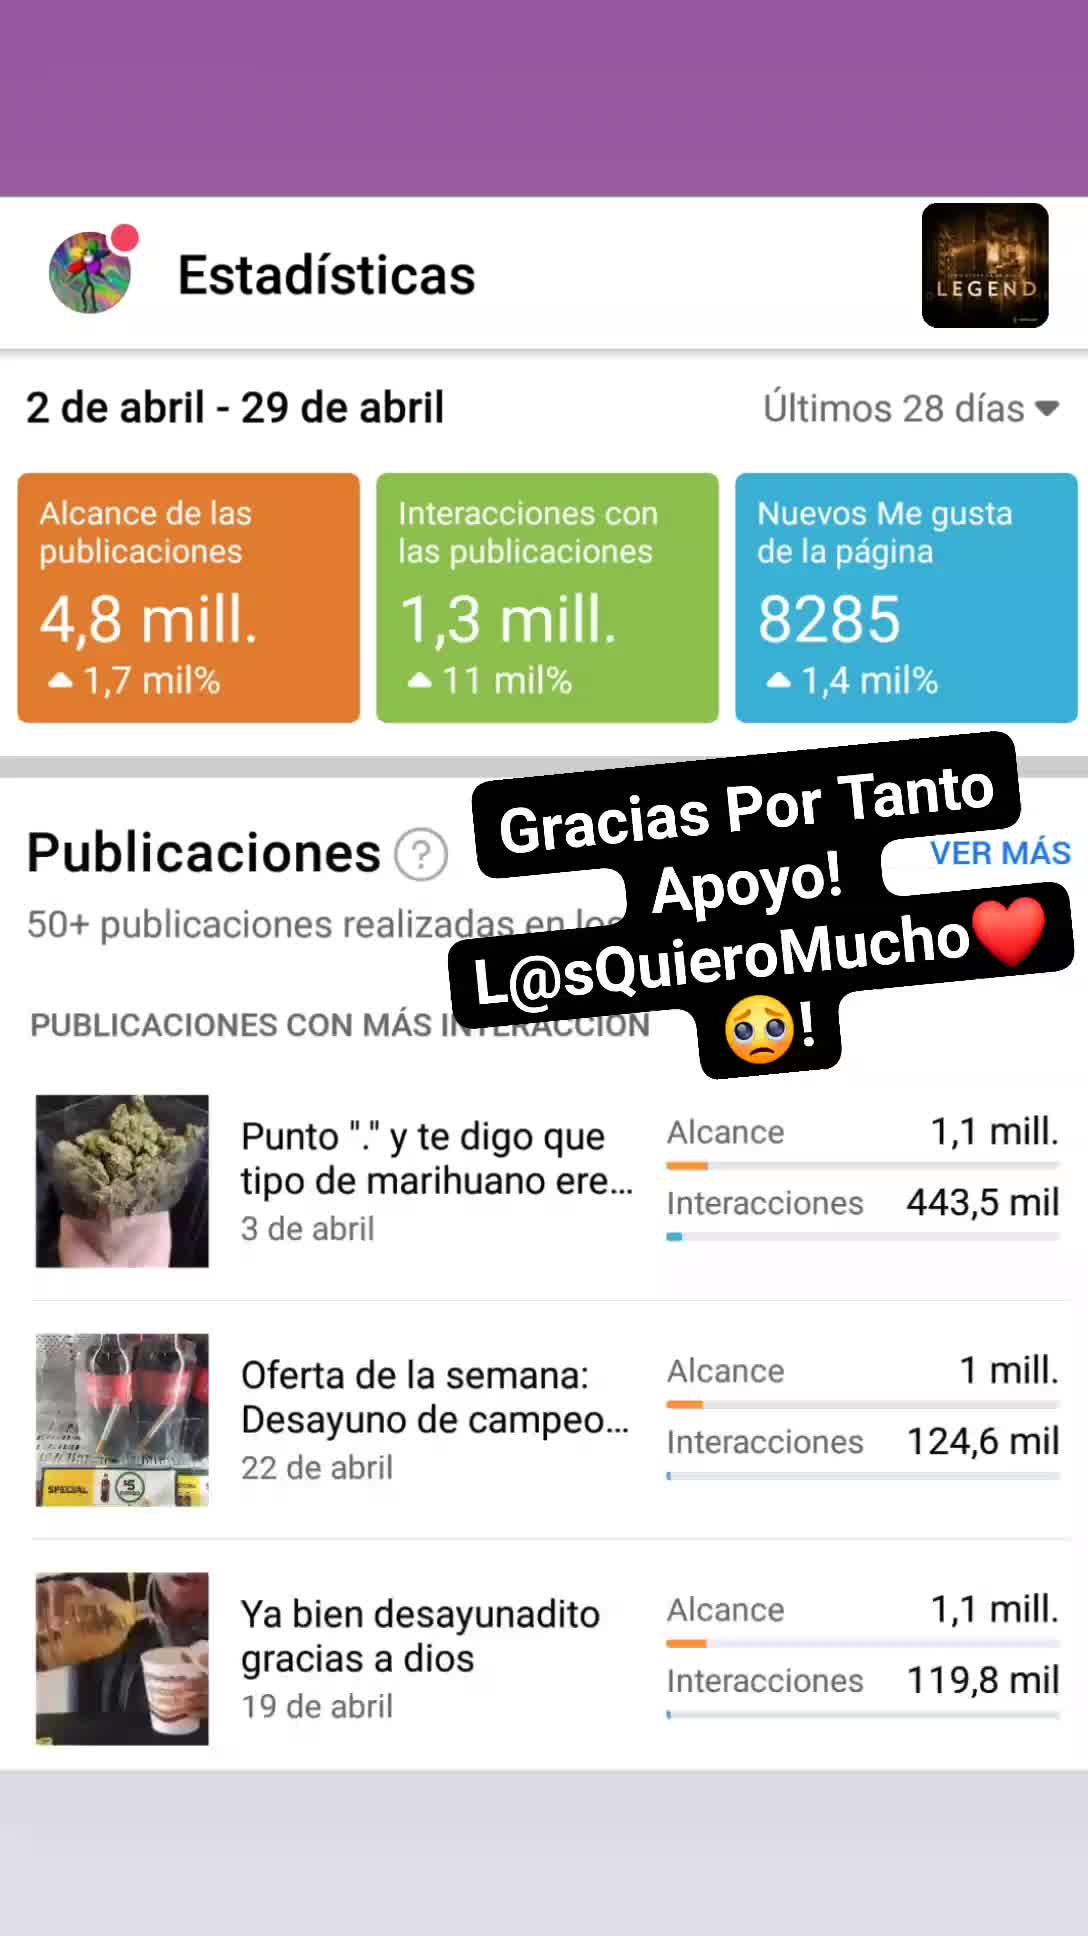 Estadísticas
LEGEND
2 de abril - 29 de abril
Últimos 28 días
Alcance de las
publicaciones
4,8 mill.
1,7 mil%
Interacciones con
las publicaciones
1,3 mill.
11 mil%
Nuevos Me gusta
de la página
8285
1,4 mil%
Gracias Por Tanto
Apoyo!
L@sQuieroMucho❤️
🥺!
Publicaciones ?
VER MÁS
50+ publicaciones realizadas en
PUBLICACIONES CON MÁS INTERACCIÓN
Punto "." y te digo que
tipo de marihuano ere...
3 de abril
Alcance 1,1 mill.
Interacciones 443,5 mil
SPECIAL
$5
Oferta de la semana:
Desayuno de campeo...
22 de abril
Alcance 1 mill.
Interacciones 124,6 mil
Ya bien desayunadito
gracias a dios
19 de abril
Alcance 1,1 mill.
Interacciones 119,8 mil